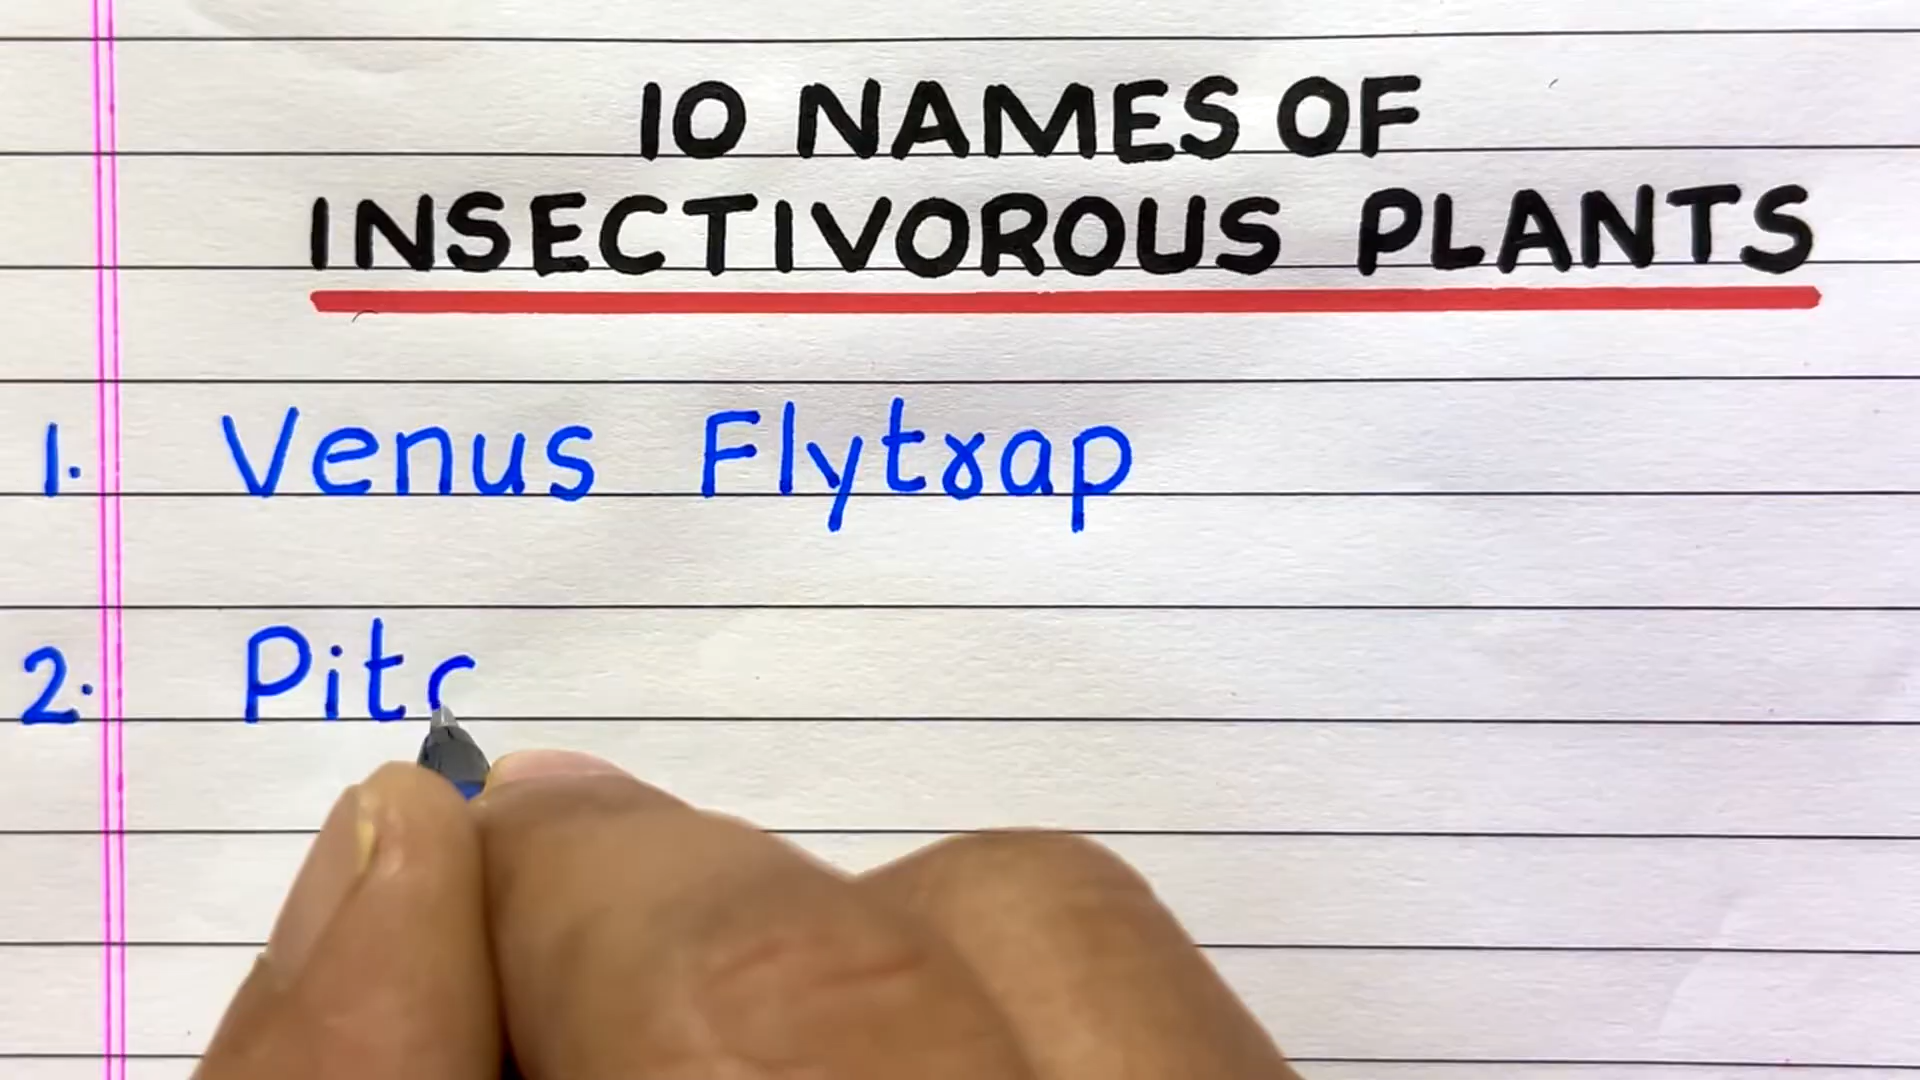 10 NAMES OF
INSECTIVOROUS PLANTS
1. Venus Flytrap
2. Pitc